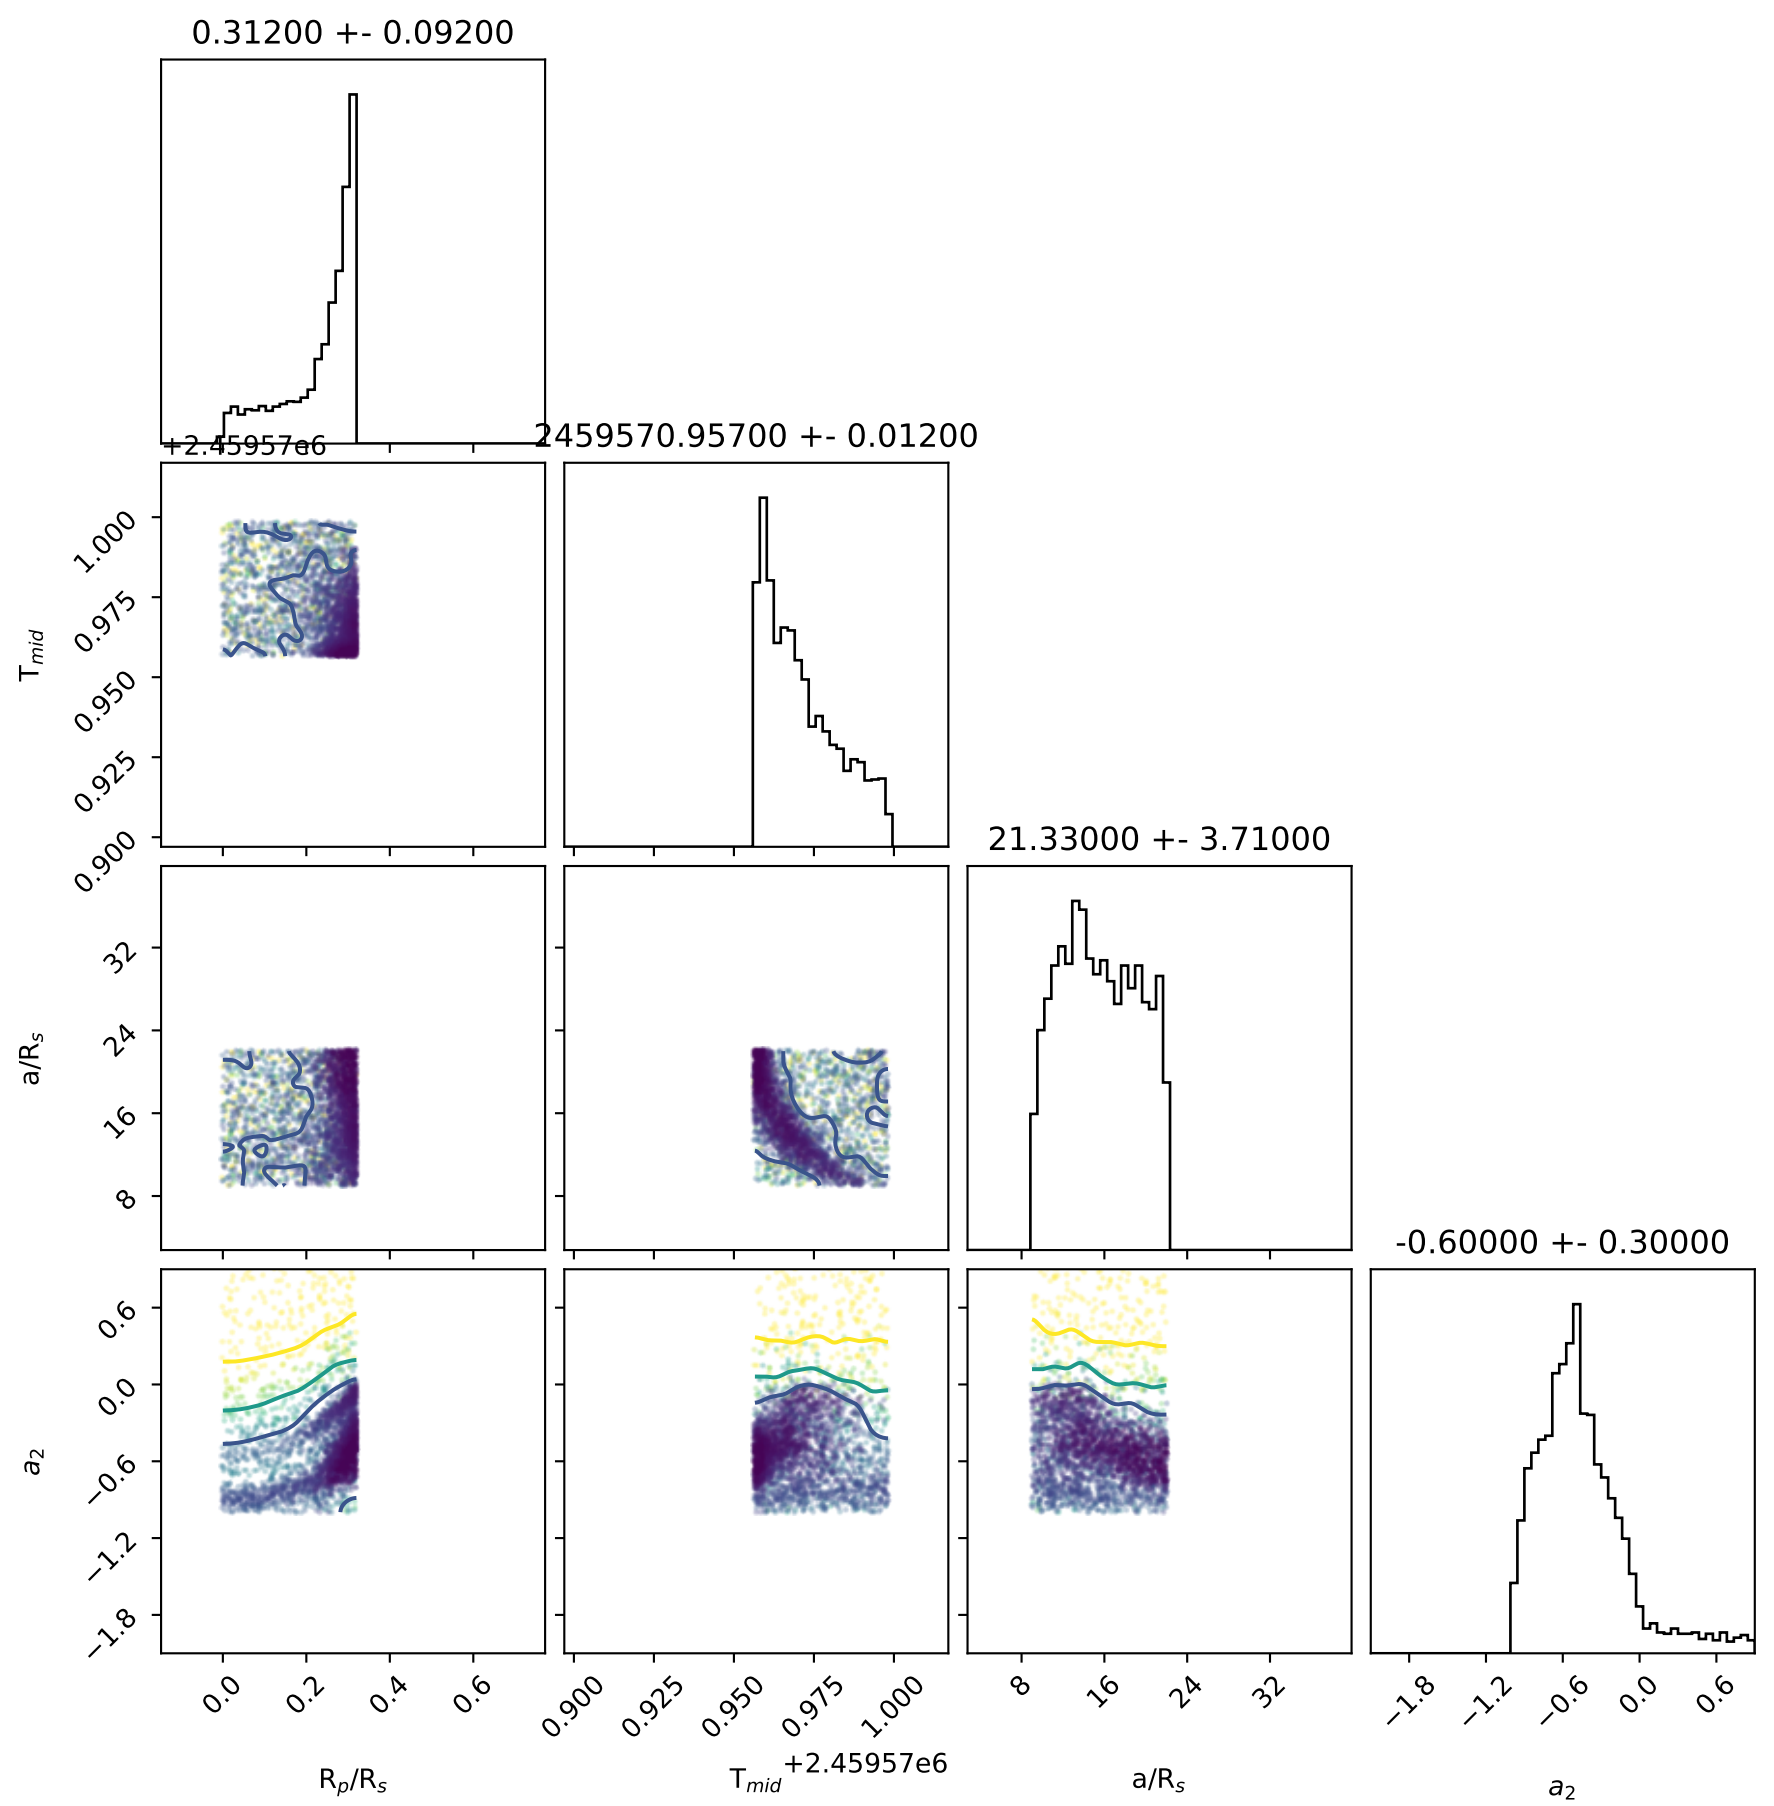 0.31200 +- 0.09200
+2.45957e6
2459570.95700 +- 0.01200
1.000
0.975
0.950
0.925
0.900
T_mid
21.33000 +- 3.71000
32
24
16
8
a/R_s
-0.60000 +- 0.30000
0.6
0.0
−0.6
−1.2
−1.8
a_2
0.0 0.2 0.4 0.6
0.900 0.925 0.950 0.975 1.000
8 16 24 32
−1.8 −1.2 −0.6 0.0 0.6
+2.45957e6
R_p/R_s
T_mid
a/R_s
a_2